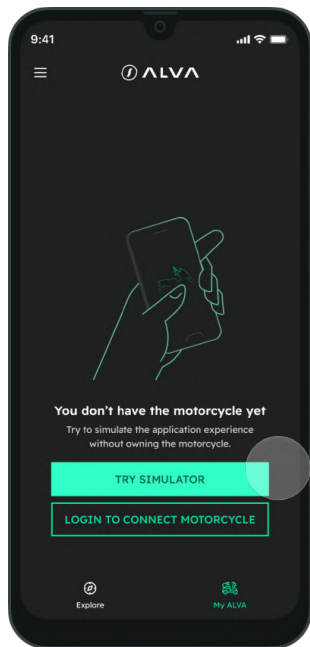 9:41
ALVA
You don't have the motorcycle yet
Try to simulate the application experience
without owning the motorcycle.
TRY SIMULATOR
LOGIN TO CONNECT MOTORCYCLE
Explore
My ALVA